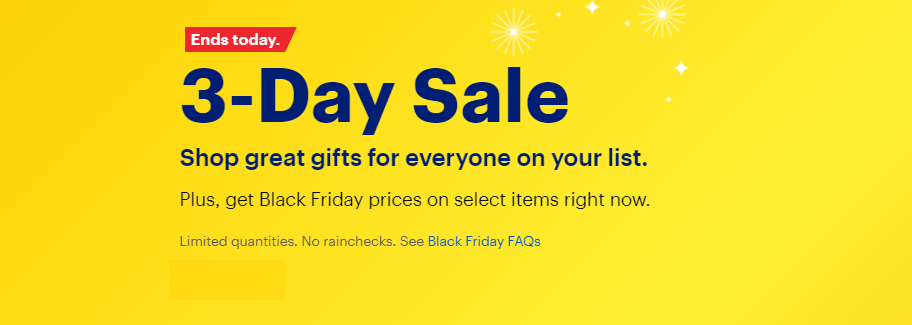 Ends today.
3-Day Sale
Shop great gifts for everyone on your list.
Plus, get Black Friday prices on select items right now.
Limited quantities. No rainchecks. See Black Friday FAQs